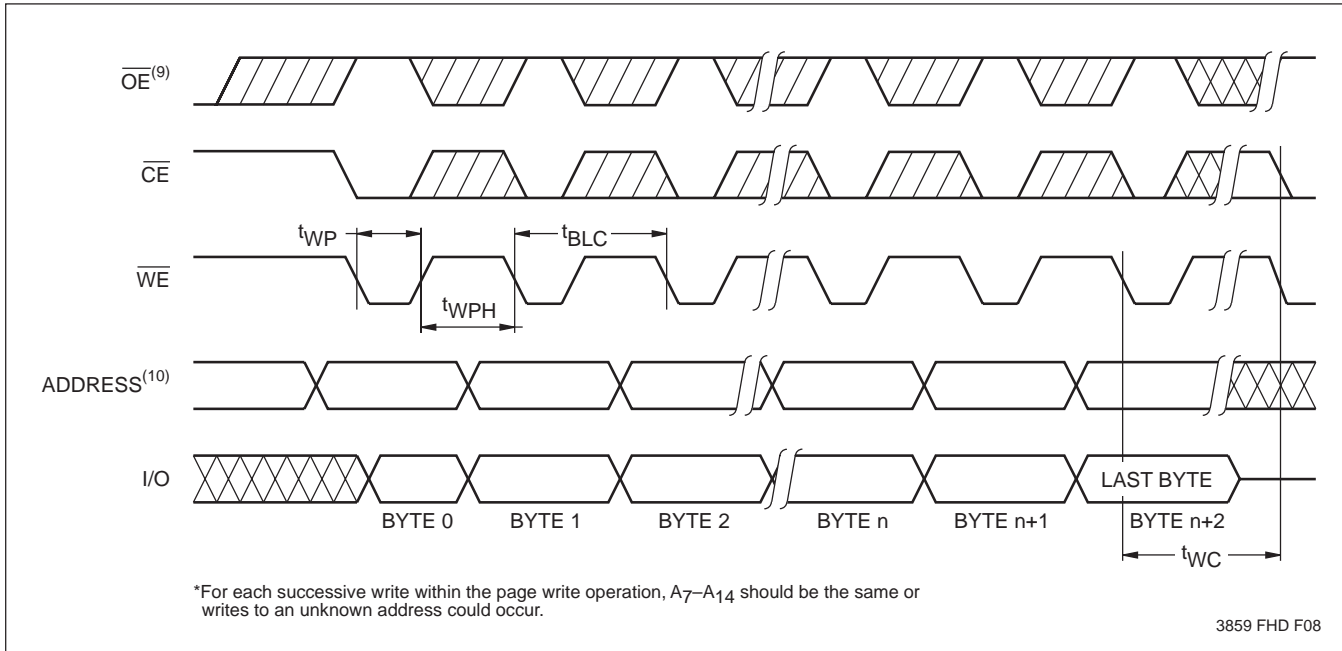 OE(9)
CE
tWP
tBLC
WE
tWPH
ADDRESS(10)
I/O
LAST BYTE
BYTE 0 BYTE 1 BYTE 2 BYTE n BYTE n+1 BYTE n+2
tWC
*For each successive write within the page write operation, A7–A14 should be the same or
writes to an unknown address could occur.
3859 FHD F08